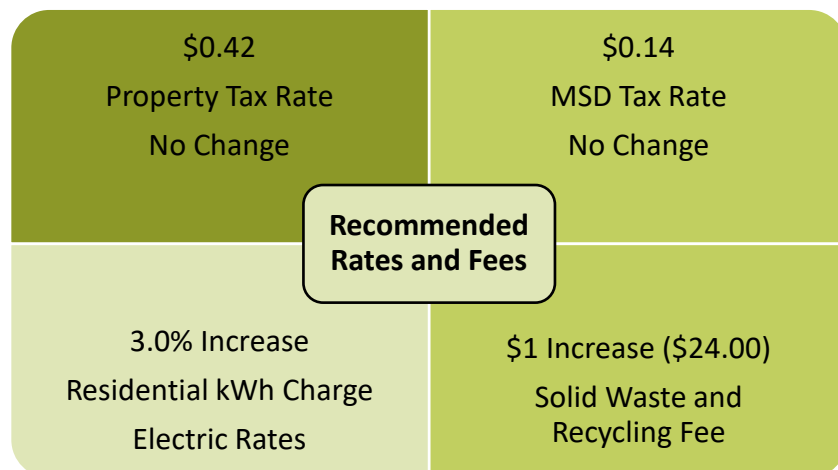 $0.42
Property Tax Rate
No Change
$0.14
MSD Tax Rate
No Change
Recommended
Rates and Fees
3.0% Increase
Residential kWh Charge
Electric Rates
$1 Increase ($24.00)
Solid Waste and
Recycling Fee